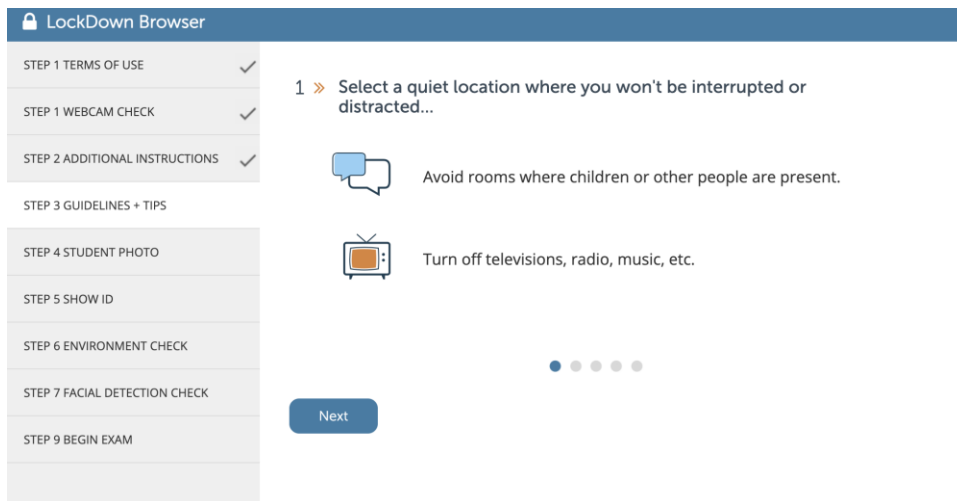 LockDown Browser
STEP 1 TERMS OF USE
STEP 1 WEBCAM CHECK
STEP 2 ADDITIONAL INSTRUCTIONS
STEP 3 GUIDELINES + TIPS
STEP 4 STUDENT PHOTO
STEP 5 SHOW ID
STEP 6 ENVIRONMENT CHECK
STEP 7 FACIAL DETECTION CHECK
STEP 9 BEGIN EXAM
1 » Select a quiet location where you won't be interrupted or
distracted...
Avoid rooms where children or other people are present.
Turn off televisions, radio, music, etc.
Next